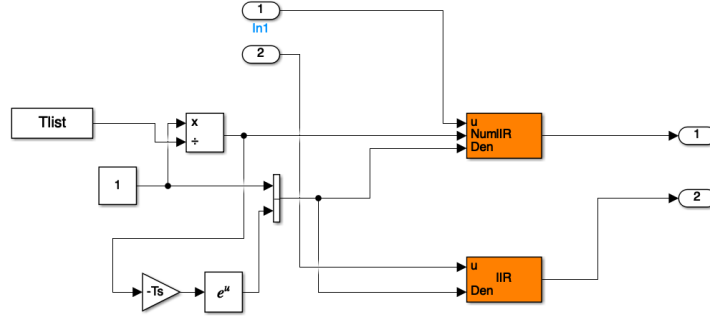 1
In1
2
Tlist
x
÷
u
NumIIR
Den
1
1
2
-Ts
e^u
u
IIR
Den